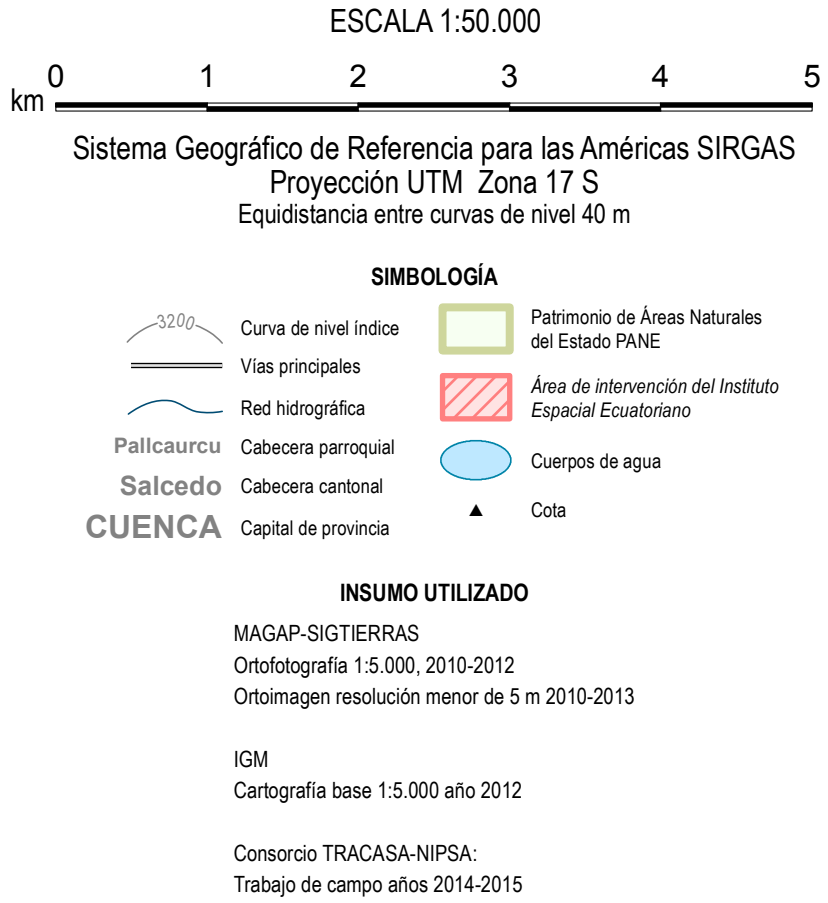 ESCALA 1:50.000
0 1 2 3 4 5
km
Sistema Geográfico de Referencia para las Américas SIRGAS
Proyección UTM Zona 17 S
Equidistancia entre curvas de nivel 40 m
SIMBOLOGÍA
3200 Curva de nivel índice
Vías principales
Red hidrográfica
Pallcaurcu Cabecera parroquial
Salcedo Cabecera cantonal
CUENCA Capital de provincia
Patrimonio de Áreas Naturales
del Estado PANE
Área de intervención del Instituto
Espacial Ecuatoriano
Cuerpos de agua
Cota
INSUMO UTILIZADO
MAGAP-SIGTIERRAS
Ortofotografía 1:5.000, 2010-2012
Ortoimagen resolución menor de 5 m 2010-2013
IGM
Cartografía base 1:5.000 año 2012
Consorcio TRACASA-NIPSA:
Trabajo de campo años 2014-2015